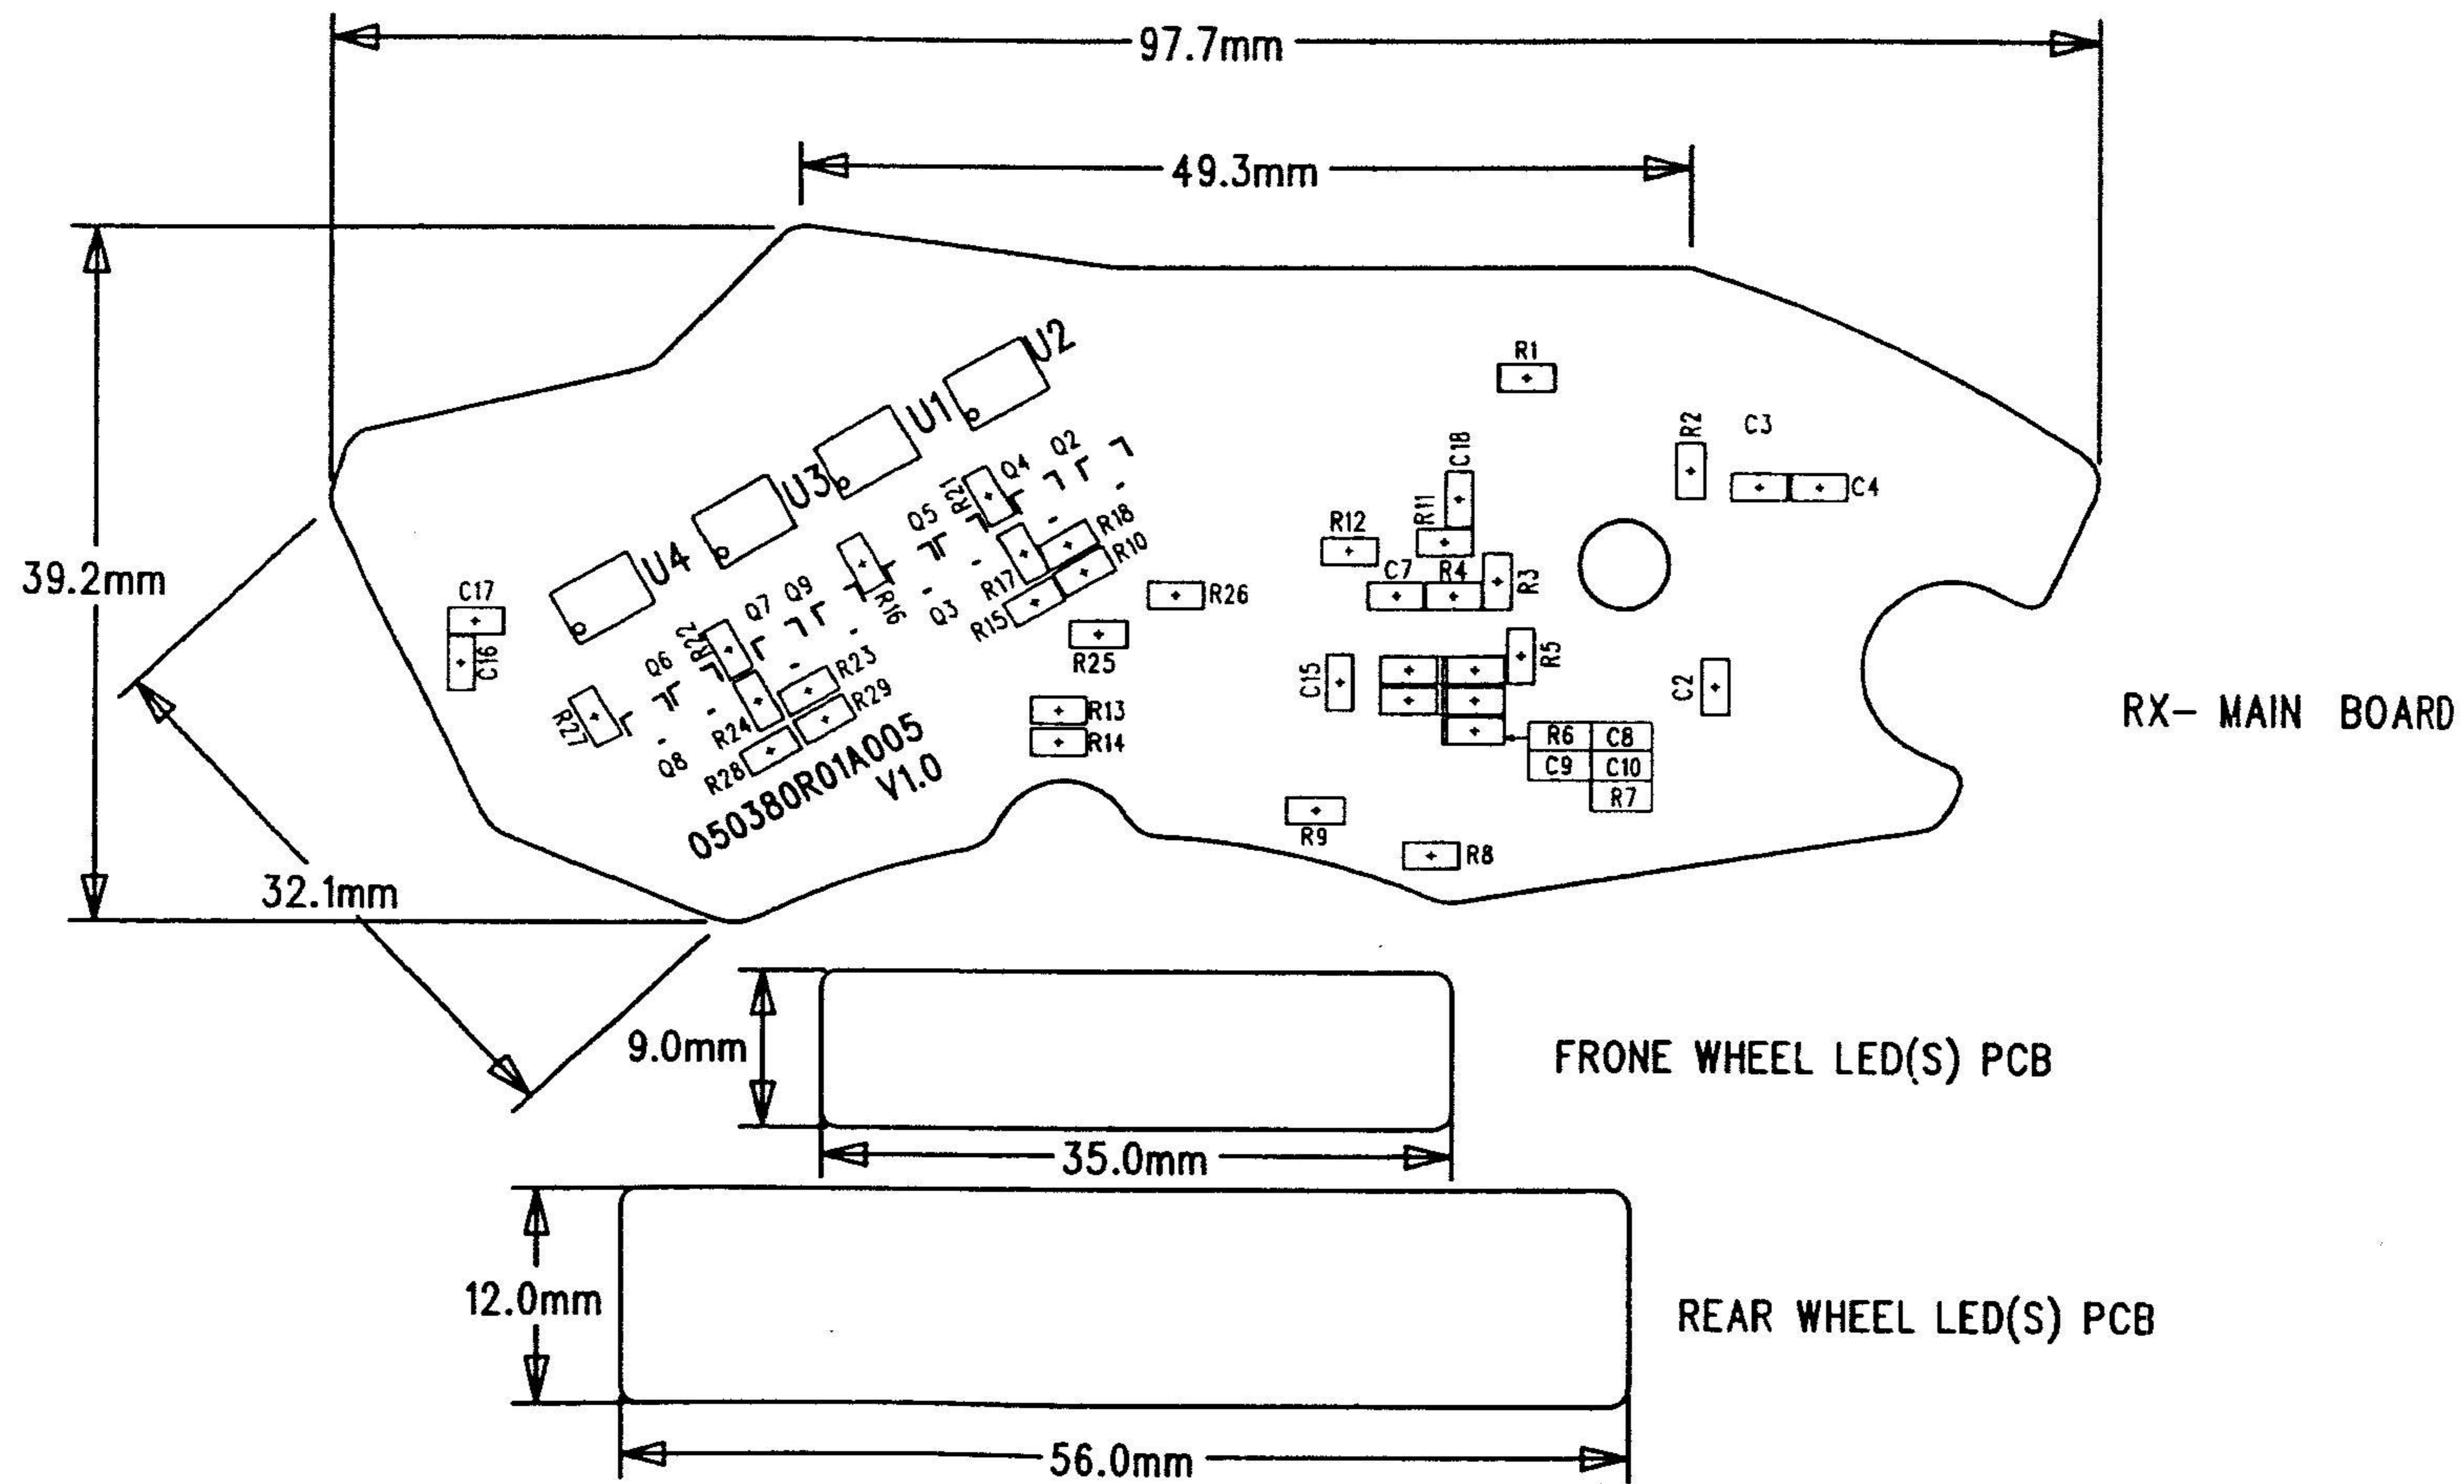 97.7mm
49.3mm
U2
R1
U1
R2
C3
Q2
Q4
C18
R21
U3
C4
Q5
R11
R18
R12
R10
U4
C7
R4
R3
39.2mm
R17
C17
Q9
R16
R26
Q7
Q3
R15
R22
C16
Q6
R25
R5
R23
C15
C2
R29
R27
R24
R13
RX- MAIN BOARD
R14
R6 C8
Q8
R28
C9 C10
050380R01A005
V1.0
R7
R9
R8
32.1mm
9.0mm
FRONE WHEEL LED(S) PCB
35.0mm
12.0mm
REAR WHEEL LED(S) PCB
56.0mm